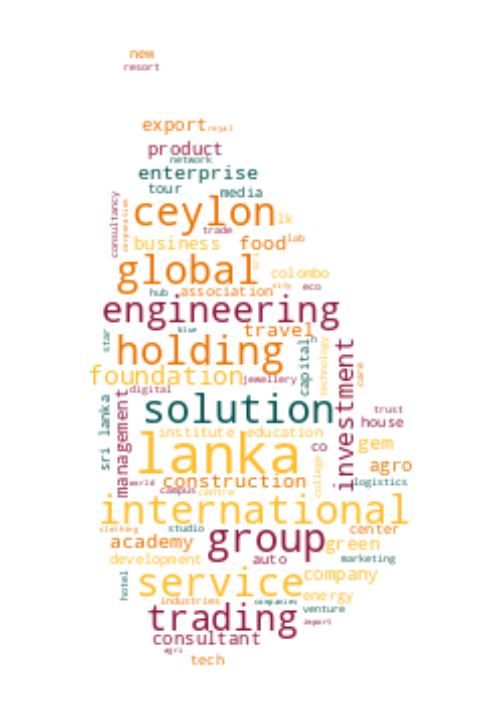 new
resort
export royal
product
network
enterprise
tour media
consultancy
corporation
ceylon lk
trade
business food lab
global sri
colombo
hub association city eco
engineering
star blue travel
holding
capital
technology
investment
care
foundation jewellery
digital
management
sri lanka
solution
trust
house
institute education
lanka co gem
agro
college
construction
world campus centre logistics
international
clothing studio center
academy group green
development auto marketing
hotel
service company
energy
industries companies
venture
trading import
consultant
agri
tech